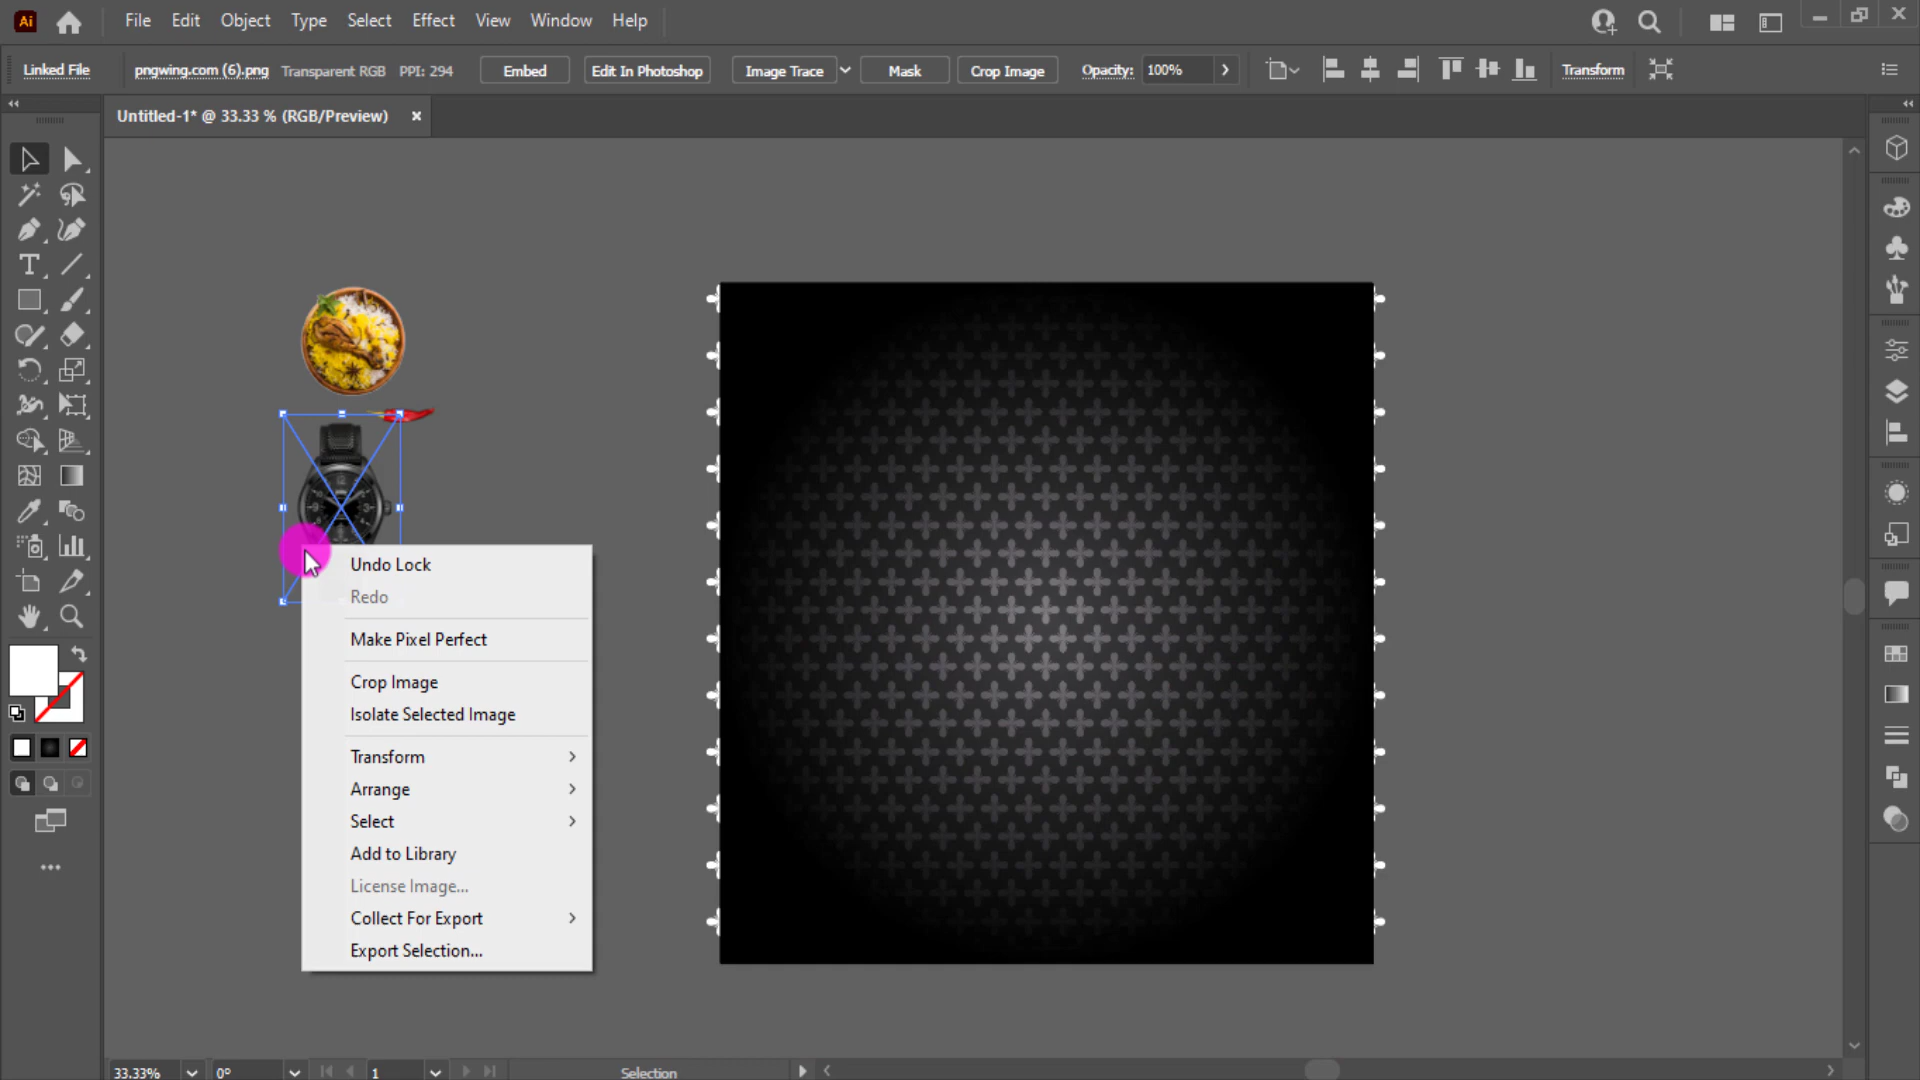 Ai File Edit Object Type Select Effect View Window Help
Linked File pngwing.com (6).png Transparent RGB PPI: 294 Embed Edit In Photoshop Image Trace Mask Crop Image Opacity: 100% Transform
Untitled-1* @ 33.33 % (RGB/Preview) ×
Undo Lock
Redo
Make Pixel Perfect
Crop Image
Isolate Selected Image
Transform
Arrange
Select
Add to Library
License Image...
Collect For Export
Export Selection...
33.33% 0° 1 Selection